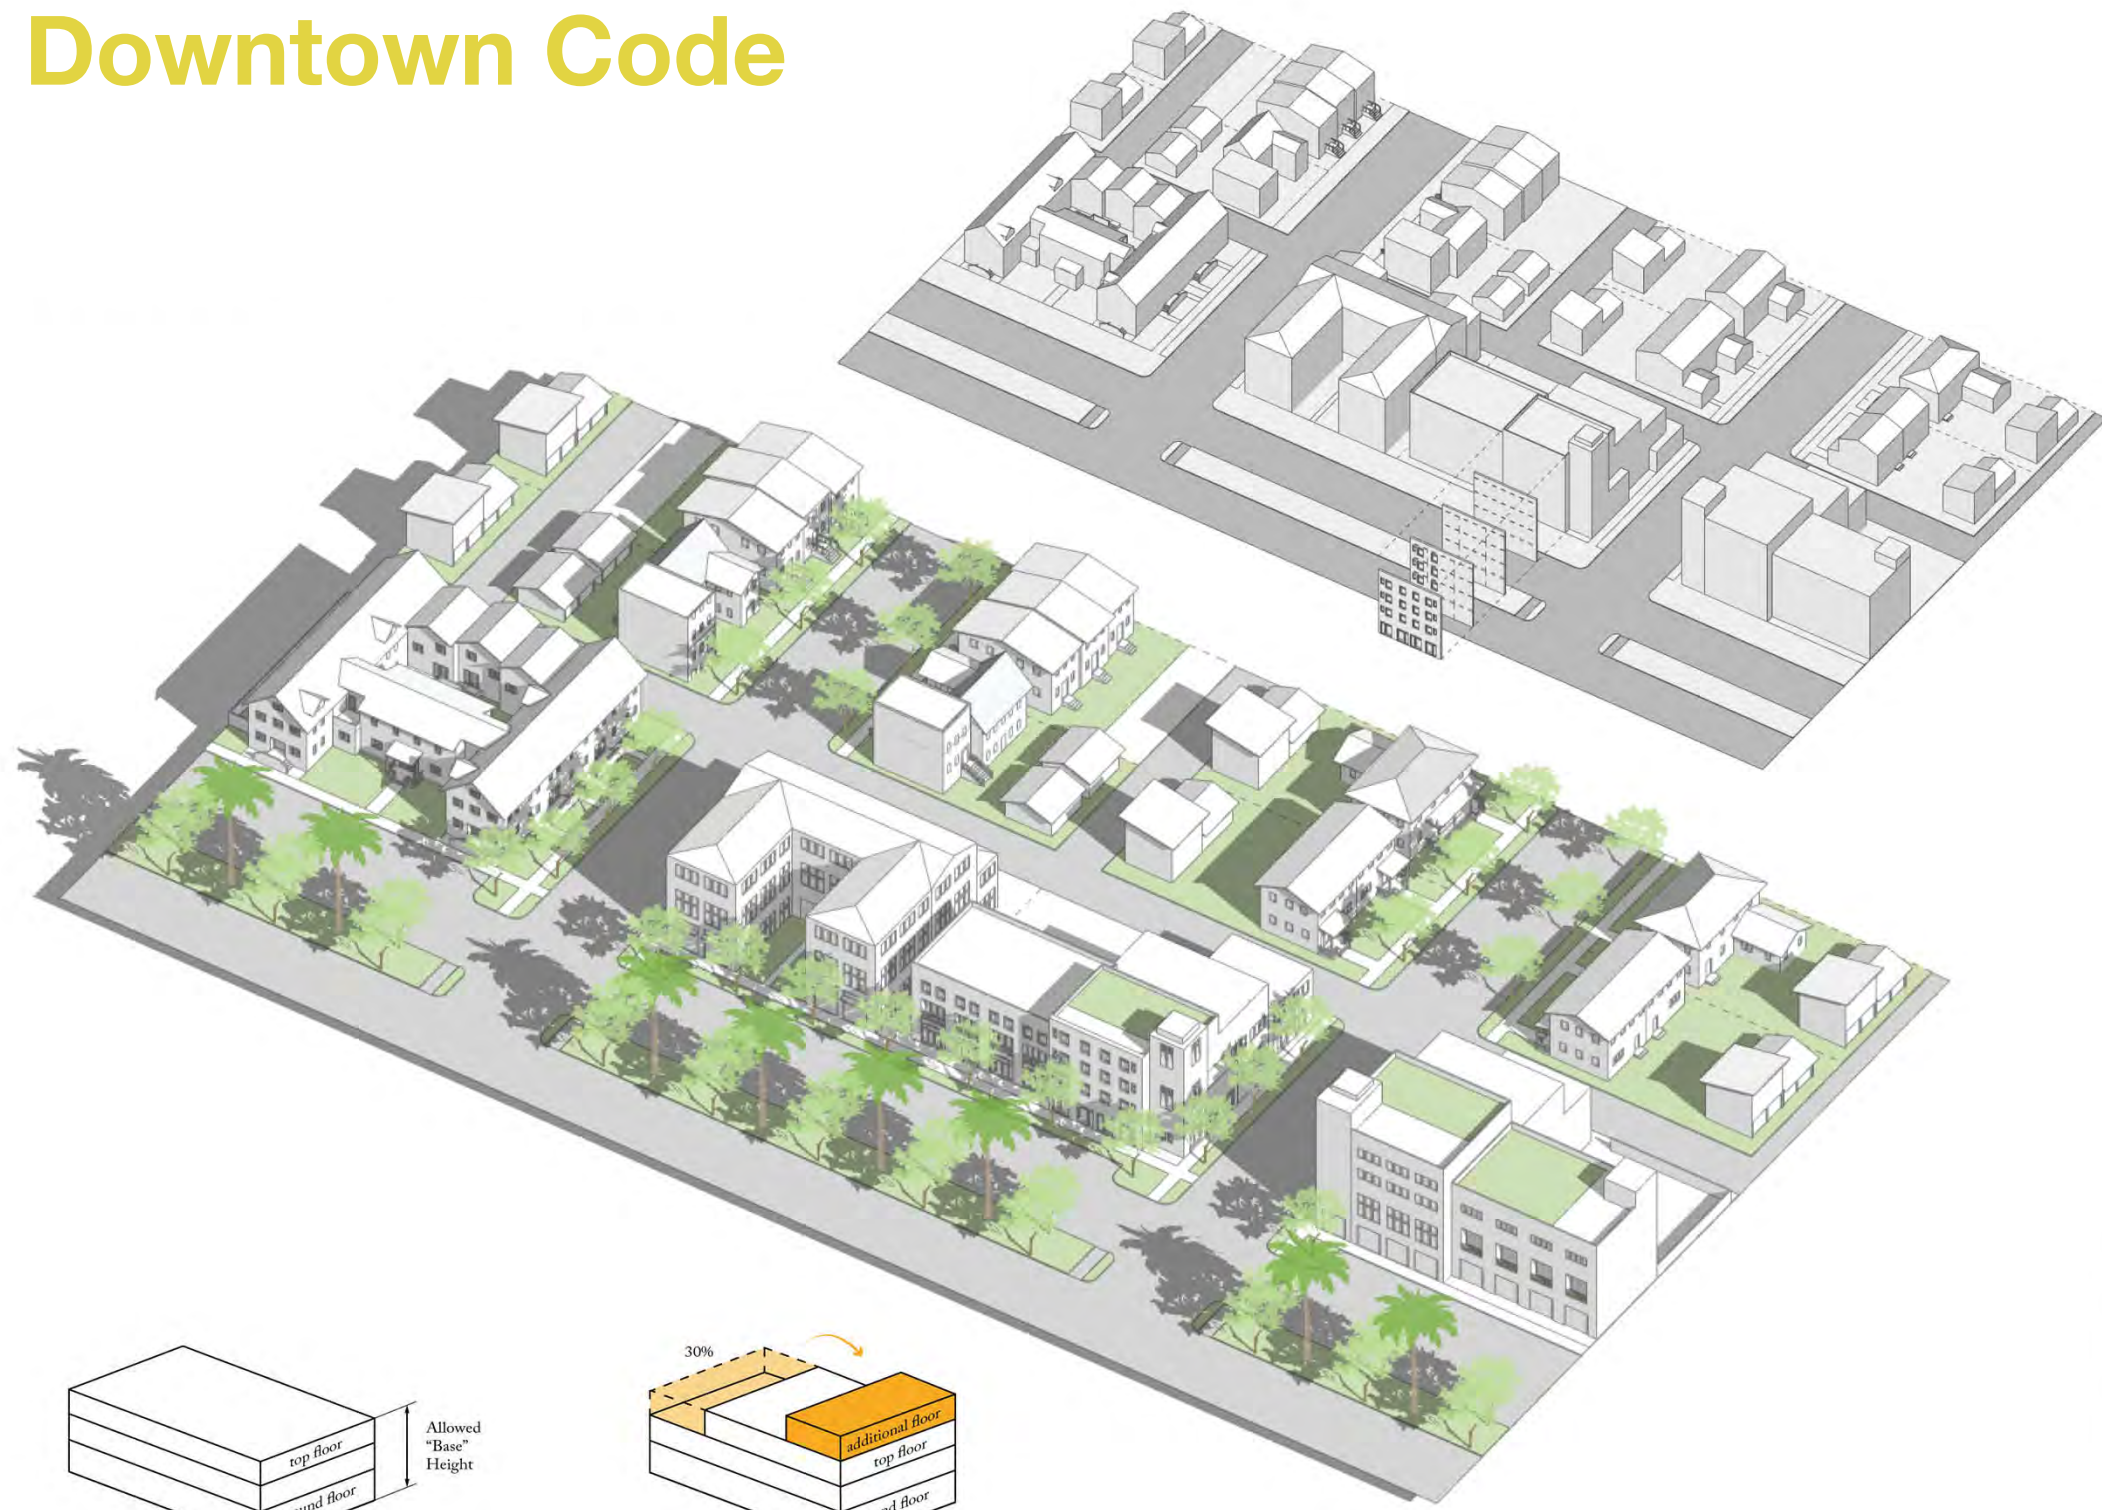 Downtown Code
30%
Allowed
"Base"
Height
top floor
additional floor
top floor